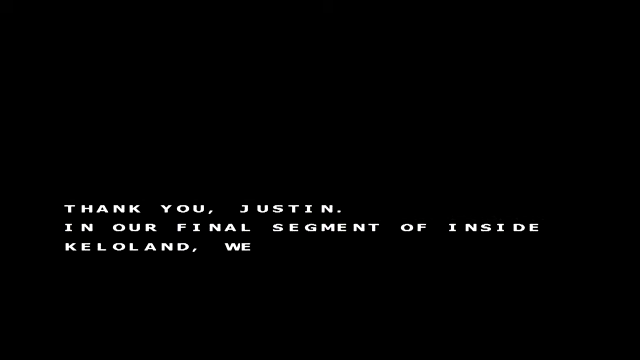 THANK YOU, JUSTIN.
IN OUR FINAL SEGMENT OF INSIDE
KELOLAND, WE